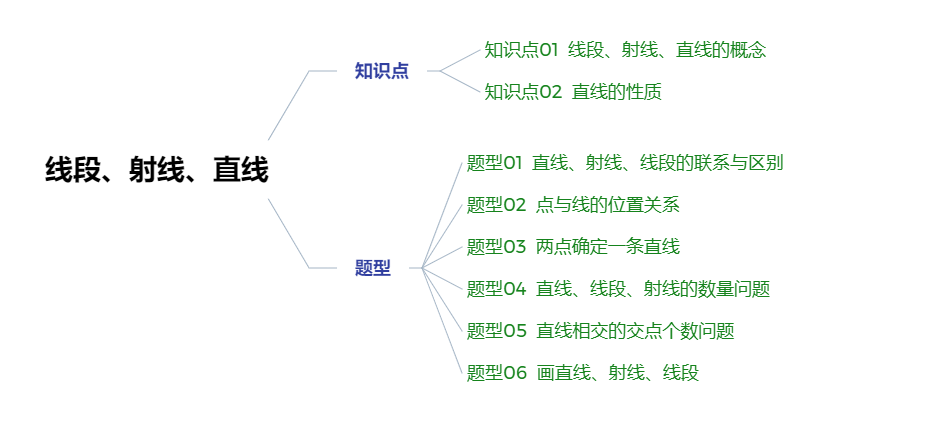 线段、射线、直线
知识点
知识点01 线段、射线、直线的概念
知识点02 直线的性质
题型
题型01 直线、射线、线段的联系与区别
题型02 点与线的位置关系
题型03 两点确定一条直线
题型04 直线、线段、射线的数量问题
题型05 直线相交的交点个数问题
题型06 画直线、射线、线段